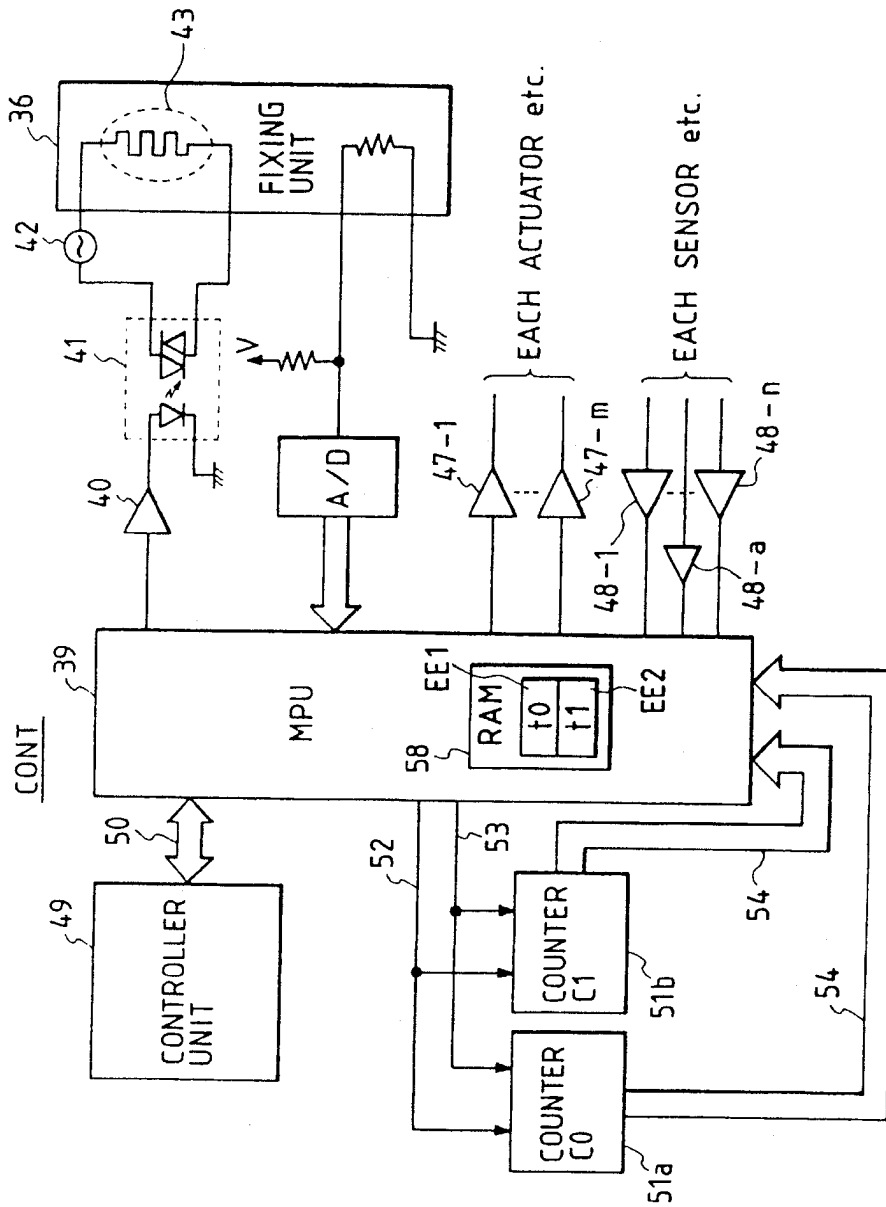 CONT
49
CONTROLLER
UNIT
50
39
MPU
58
RAM
t0
t1
EE1
EE2
52
53
COUNTER
C0
51a
COUNTER
C1
51b
54
54
40
41
42
36
43
FIXING
UNIT
V
A/D
47-1
47-m
EACH ACTUATOR etc.
48-1
48-a
48-n
EACH SENSOR etc.